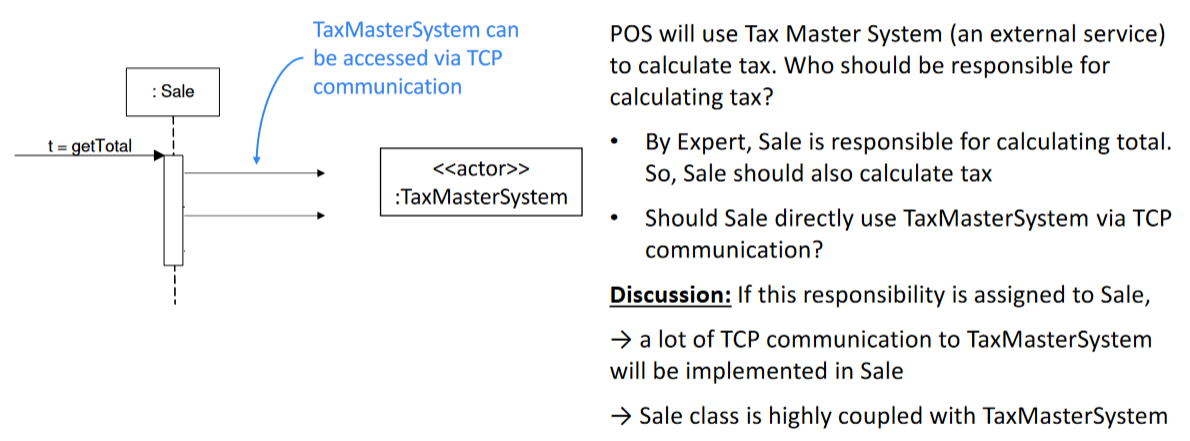 TaxMasterSystem can
be accessed via TCP
communication
: Sale
t = getTotal
<<actor>>
:TaxMasterSystem
POS will use Tax Master System (an external service)
to calculate tax. Who should be responsible for
calculating tax?
• By Expert, Sale is responsible for calculating total.
So, Sale should also calculate tax
• Should Sale directly use TaxMasterSystem via TCP
communication?
Discussion: If this responsibility is assigned to Sale,
→ a lot of TCP communication to TaxMasterSystem
will be implemented in Sale
→ Sale class is highly coupled with TaxMasterSystem